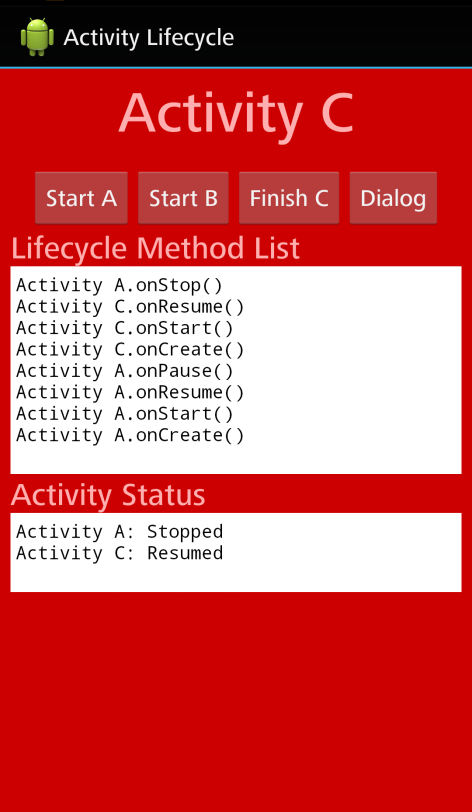 Activity Lifecycle
Activity C
Start A
Start B
Finish C
Dialog
Lifecycle Method List
Activity A.onStop()
Activity C.onResume()
Activity C.onStart()
Activity C.onCreate()
Activity A.onPause()
Activity A.onResume()
Activity A.onStart()
Activity A.onCreate()
Activity Status
Activity A: Stopped
Activity C: Resumed